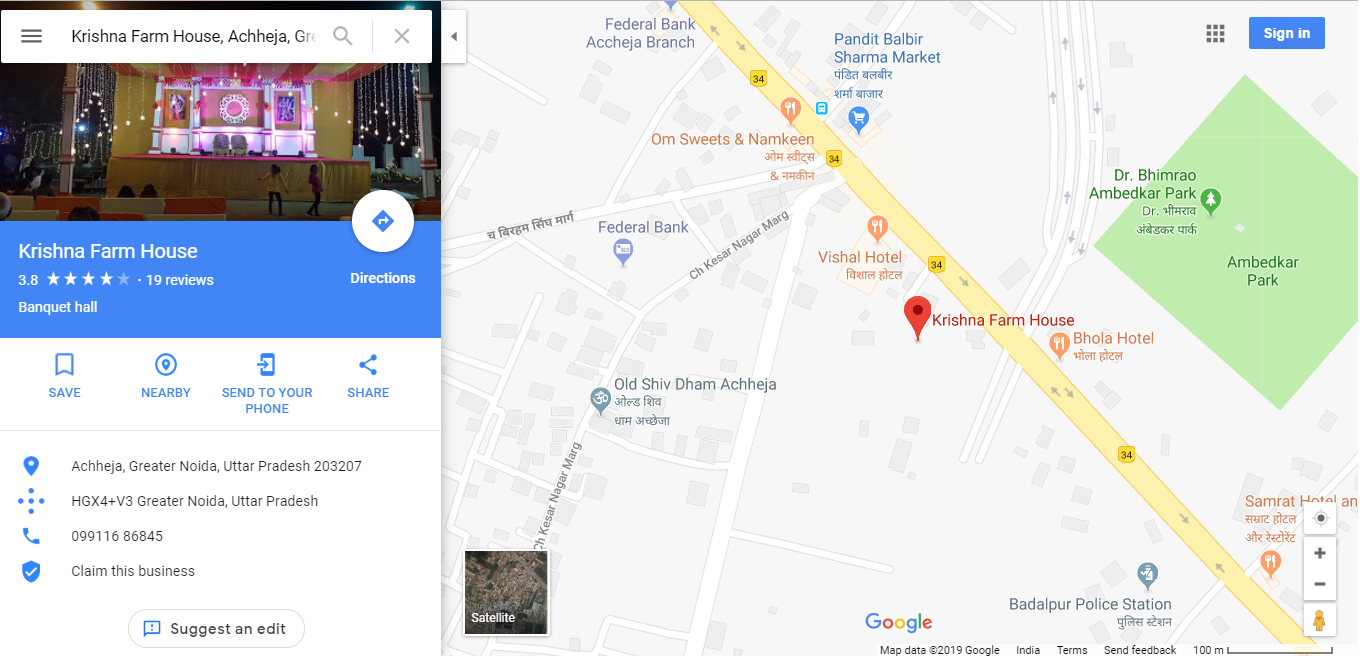 Krishna Farm House, Achheja, Gre
Krishna Farm House
3.8 · 19 reviews
Directions
Banquet hall
SAVE
NEARBY
SEND TO YOUR
PHONE
SHARE
Achheja, Greater Noida, Uttar Pradesh 203207
HGX4+V3 Greater Noida, Uttar Pradesh
099116 86845
Claim this business
Suggest an edit
Sign in
Federal Bank
Accheja Branch
Pandit Balbir
Sharma Market
पंडित बलबीर
शर्मा बाजार
34
Om Sweets & Namkeen
ओम स्वीट्स
& नमकीन
34
Dr. Bhimrao
Ambedkar Park
Dr. भीमराव
अंबेडकर पार्क
Ambedkar
Park
च बिरहम सिंघ मार्ग
Federal Bank
Ch Kesar Nagar Marg
Vishal Hotel
विशाल होटल
34
Krishna Farm House
Bhola Hotel
भोला होटल
Old Shiv Dham Achheja
ओल्ड शिव
धाम अच्छेजा
Ch Kesar Nagar Marg
34
Samrat Hotel an
सम्राट होटल
और रेस्टोरेंट
Badalpur Police Station
पुलिस स्टेशन
Satellite
Google
Map data ©2019 Google India Terms Send feedback 100 m